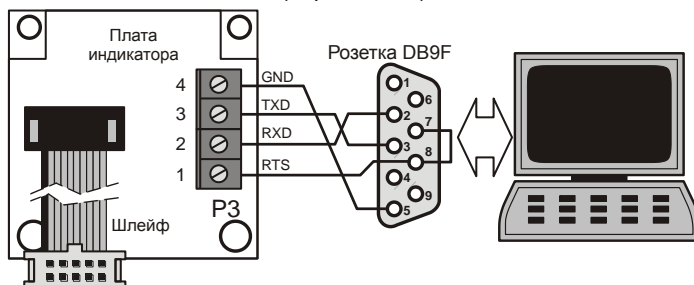 Плата
индикатора
Розетка DB9F
4 GND
3 TXD
2 RXD
1 RTS
P3
Шлейф
1
6
2
7
3
8
4
9
5